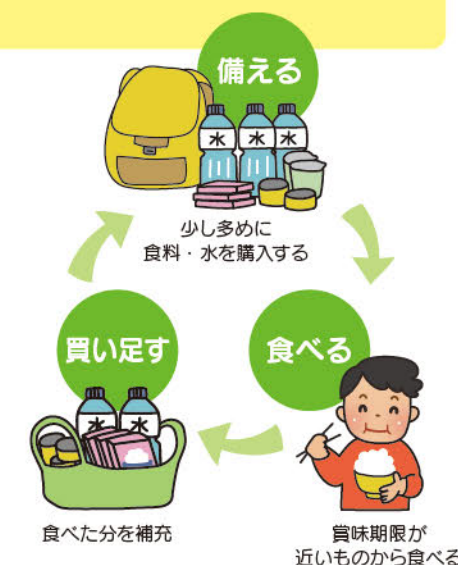 備える
水 水 水
少し多めに
食料・水を購入する
買い足す
食べる
水 水
食べた分を補充
賞味期限が
近いものから食べる